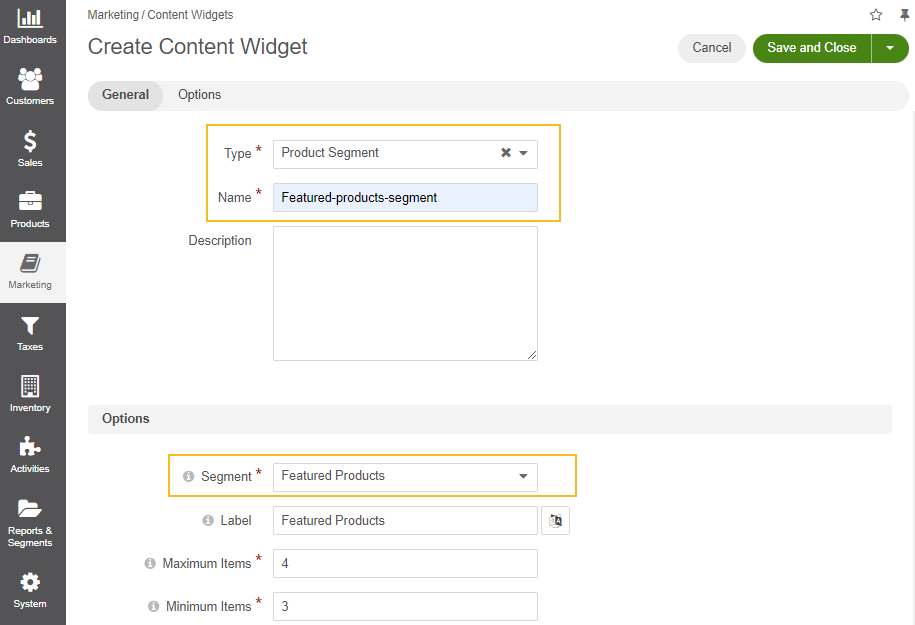 Dashboards
Customers
Sales
Products
Marketing
Taxes
Inventory
Activities
Reports &
Segments
System
Marketing / Content Widgets
Create Content Widget
Cancel
Save and Close
General
Options
Type *
Product Segment
Name *
Featured-products-segment
Description
Options
Segment *
Featured Products
Label
Featured Products
Maximum Items *
4
Minimum Items *
3